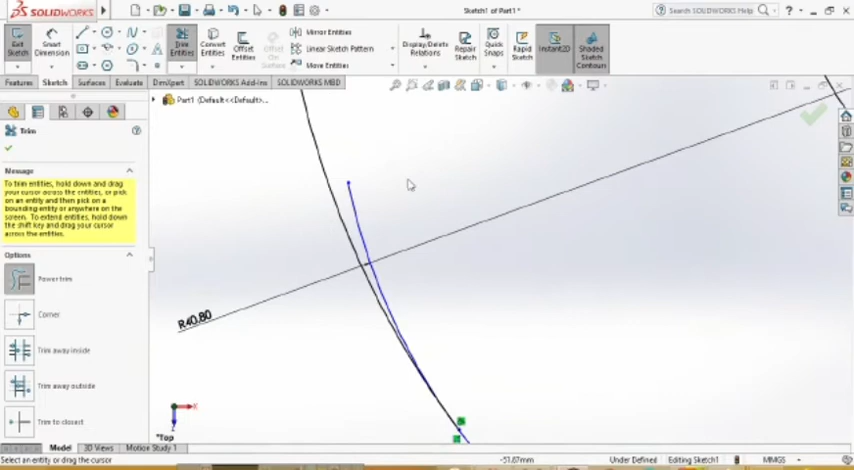 SOLIDWORKS
Sketch1 of Part1 *
Search SOLIDWORKS Help
Exit Sketch
Smart Dimension
Trim Entities
Convert Entities
Offset Entities
Offset On Surface
Mirror Entities
Linear Sketch Pattern
Move Entities
Display/Delete Relations
Repair Sketch
Quick Snaps
Rapid Sketch
Instant2D
Shaded Sketch Contours
Features
Sketch
Surfaces
Evaluate
DimXpert
SOLIDWORKS Add-Ins
SOLIDWORKS MBD
Part1 (Default<<Default>...
Trim
Message
To trim entities, hold down and drag
your cursor across the entities, or pick
on an entity and then pick on a
bounding entity or anywhere on the
screen. To extend entities, hold down
the shift key and drag your cursor
across the entities.
Options
Power trim
Corner
Trim away inside
Trim away outside
Trim to closest
R40.80
X
*Top
Model
3D Views
Motion Study 1
Select an entity or drag the cursor
-51.67mm
Under Defined
Editing Sketch1
MMGS